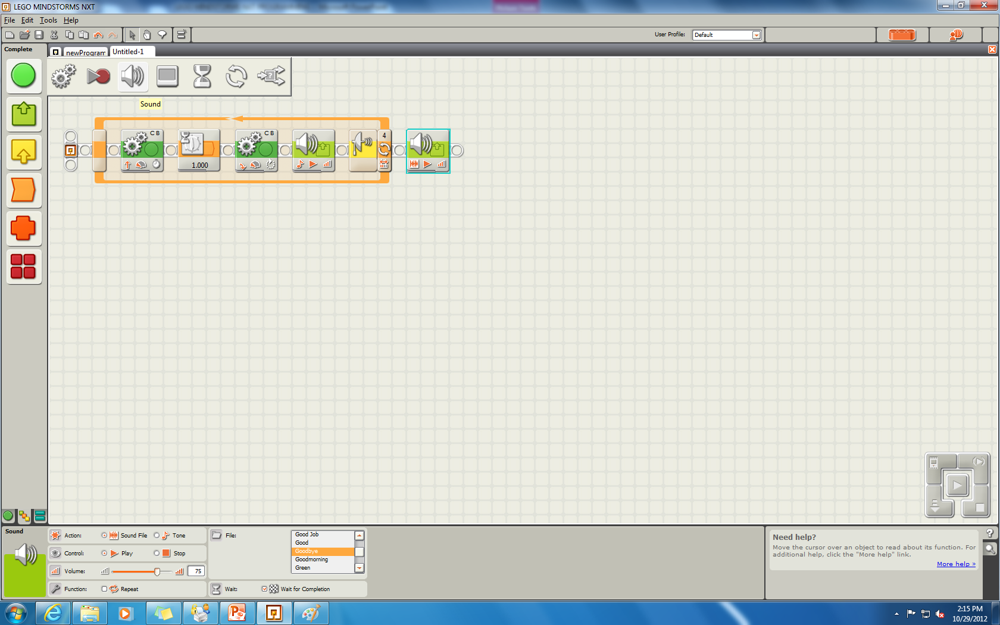 LEGO MINDSTORMS NXT
File Edit Tools Help
User Profile: Default
Complete
newProgram Untitled-1
Sound
C B
C B
4
1.000
Sound
Action: Sound File Tone
Control: Play Stop
Volume: 75
Function: Repeat
File:
Good Job
Good
Goodbye
Goodmorning
Green
Wait: Wait for Completion
Need help?
Move the cursor over an object to read about its function. For
additional help, click the "More help" link.
More help »
2:15 PM
10/29/2012